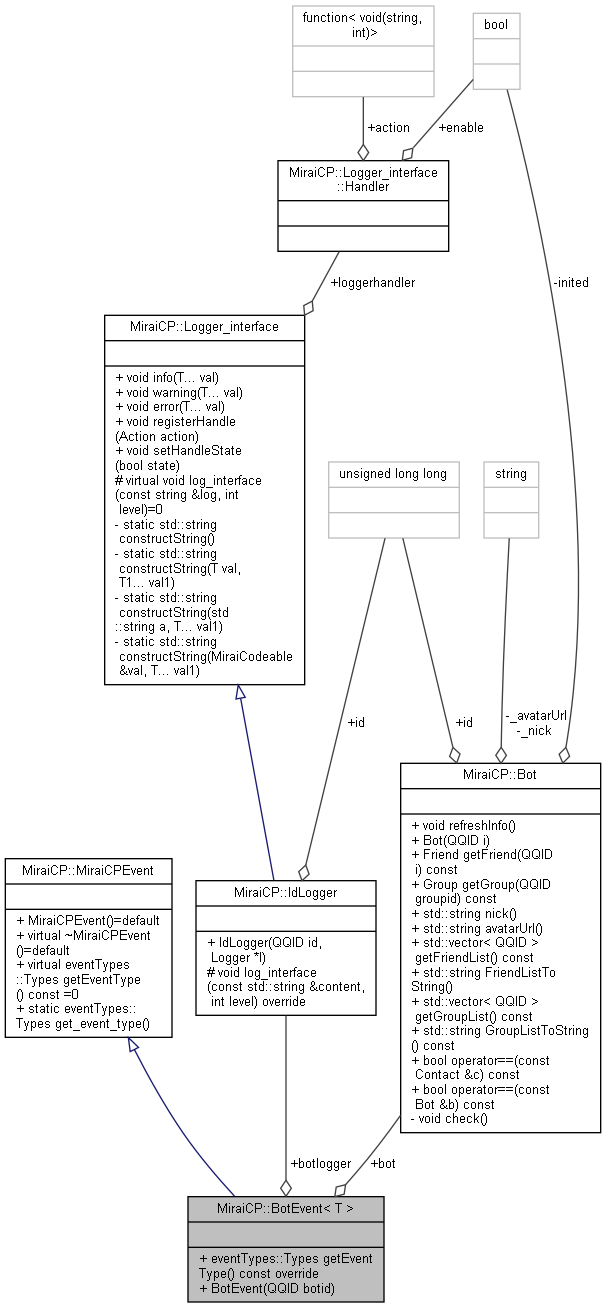 function< void(string,
int)>
bool
+action
+enable
MiraiCP::Logger_interface
::Handler
+loggerhandler
-inited
MiraiCP::Logger_interface
+ void info(T... val)
+ void warning(T... val)
+ void error(T... val)
+ void registerHandle
(Action action)
+ void setHandleState
(bool state)
# virtual void log_interface
(const string &log, int
level)=0
- static std::string
constructString()
- static std::string
constructString(T val,
T1... val1)
- static std::string
constructString(std
::string a, T... val1)
- static std::string
constructString(MiraiCodeable
&val, T... val1)
unsigned long long
string
+id
+id
-_avatarUrl
-_nick
MiraiCP::Bot
+ void refreshInfo()
+ Bot(QQID i)
+ Friend getFriend(QQID
i) const
+ Group getGroup(QQID
groupid) const
+ std::string nick()
+ std::string avatarUrl()
+ std::vector< QQID >
getFriendList() const
+ std::string FriendListTo
String()
+ std::vector< QQID >
getGroupList() const
+ std::string GroupListToString
() const
+ bool operator==(const
Contact &c) const
+ bool operator==(const
Bot &b) const
- void check()
MiraiCP::MiraiCPEvent
+ MiraiCPEvent()=default
+ virtual ~MiraiCPEvent
()=default
+ virtual eventTypes
::Types getEventType
() const =0
+ static eventTypes::
Types get_event_type()
MiraiCP::IdLogger
+ IdLogger(QQID id,
Logger *l)
# void log_interface
(const std::string &content,
int level) override
+botlogger
+bot
MiraiCP::BotEvent< T >
+ eventTypes::Types getEvent
Type() const override
+ BotEvent(QQID botid)